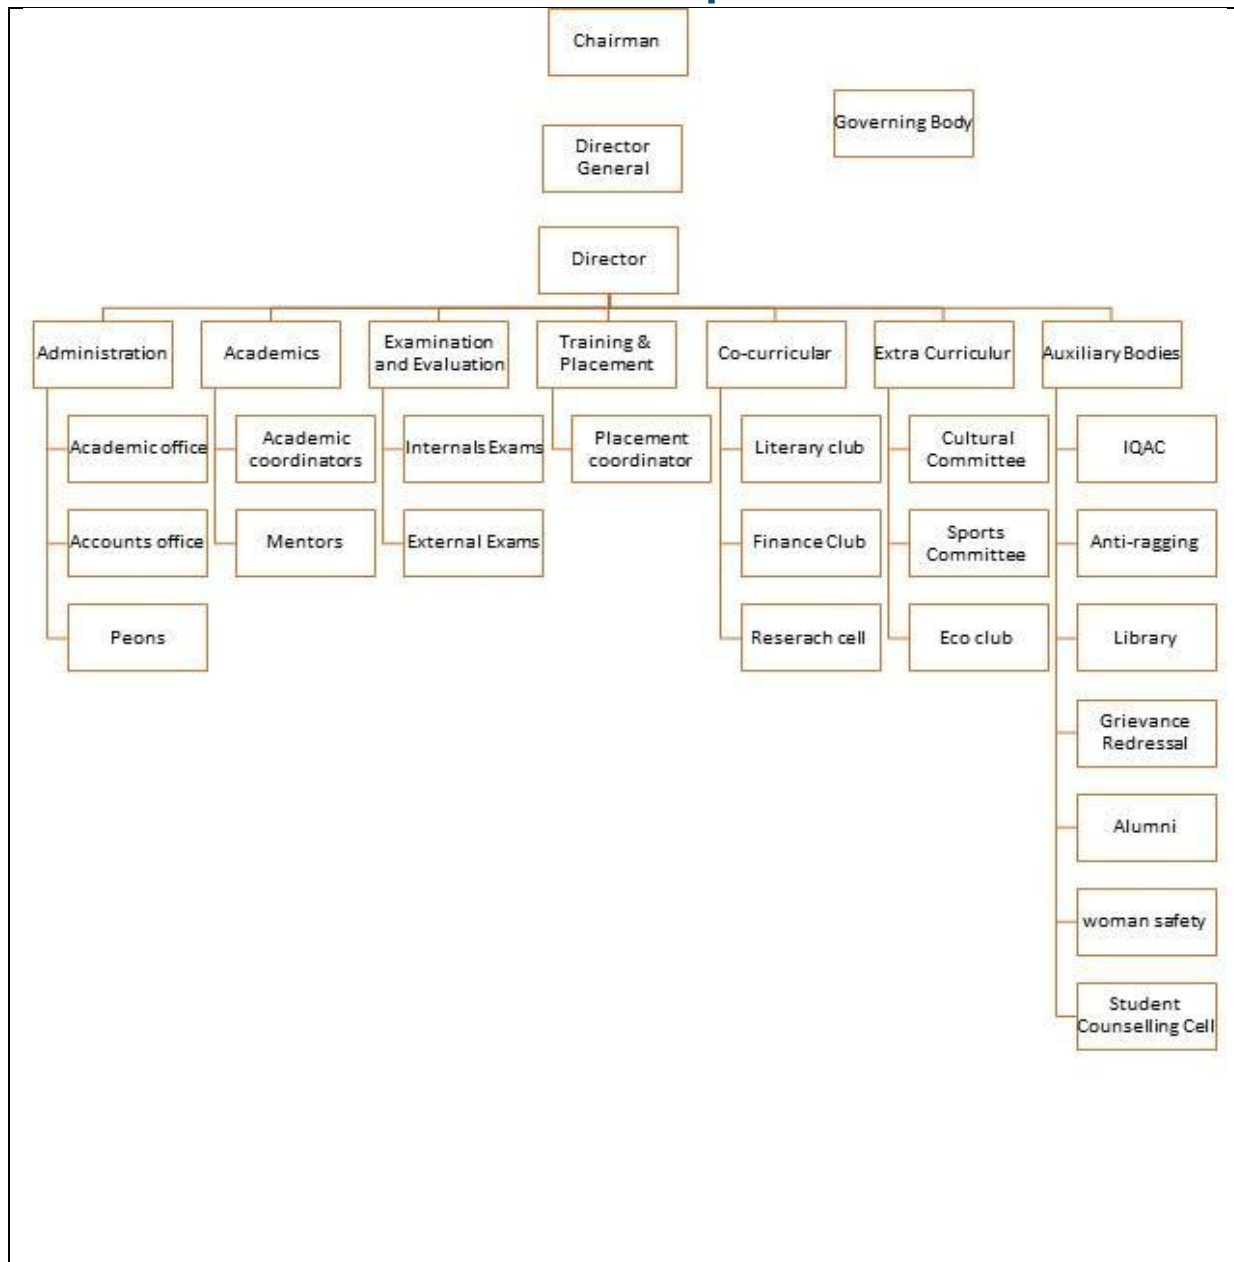 Chairman
Governing Body
Director
General
Director
Administration
Academics
Examination
and Evaluation
Training &
Placement
Co-curricular
Extra Curriculur
Auxiliary Bodies
Academic office
Academic
coordinators
Internals Exams
Placement
coordinator
Literary club
Cultural
Committee
IQAC
Accounts office
Mentors
External Exams
Finance Club
Sports
Committee
Anti-ragging
Peons
Reserach cell
Eco club
Library
Grievance
Redressal
Alumni
woman safety
Student
Counselling Cell